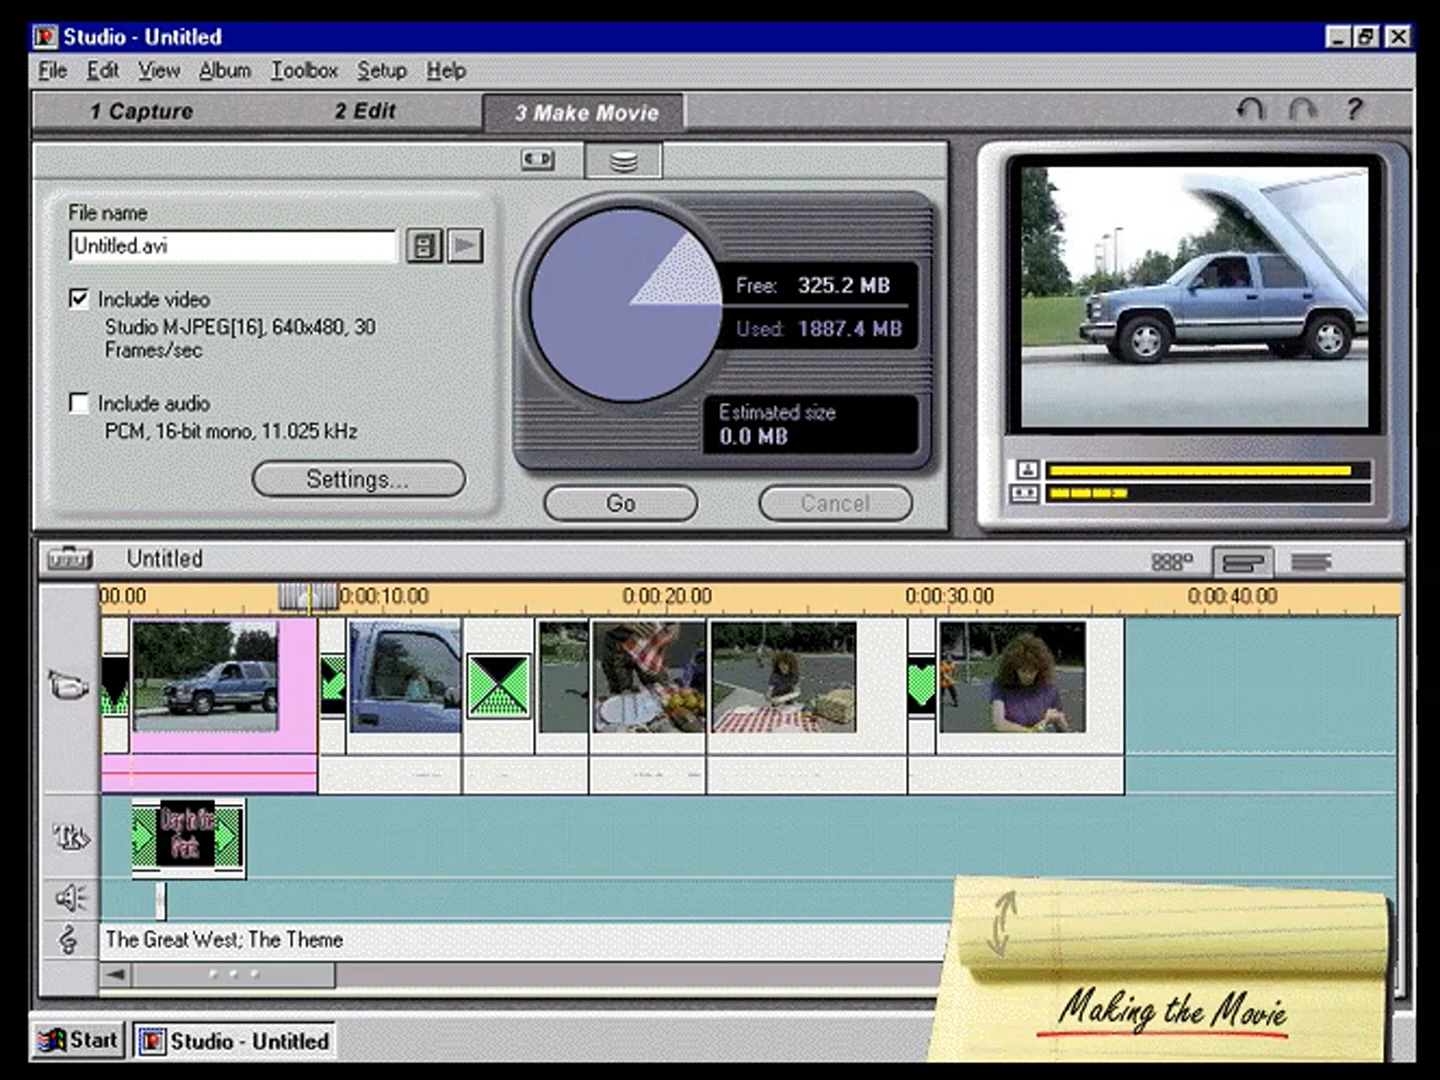 Studio - Untitled
File Edit View Album Toolbox Setup Help
1 Capture 2 Edit 3 Make Movie ?
File name
Untitled.avi
Include video
Studio M-JPEG[16], 640x480, 30
Frames/sec
Include audio
PCM, 16-bit mono, 11.025 kHz
Settings...
Free: 325.2 MB
Used: 1887.4 MB
Estimated size
0.0 MB
Go Cancel
Untitled
00.00 0:00:10.00 0:00:20.00 0:00:30.00 0:00:40.00
Day in the
Park
The Great West; The Theme
Making the Movie
Start Studio - Untitled